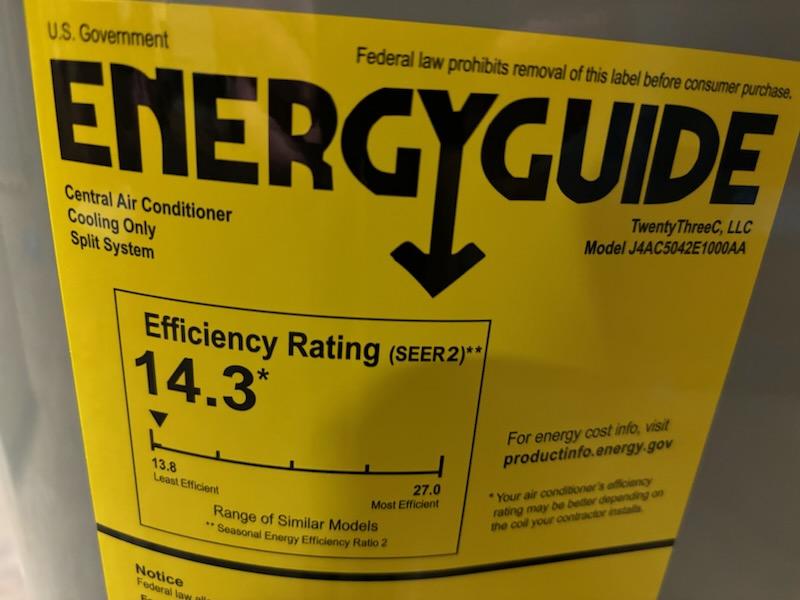 U.S. Government
Federal law prohibits removal of this label before consumer purchase.
ENERGYGUIDE
Central Air Conditioner
Cooling Only
Split System
TwentyThreeC, LLC
Model J4AC5042E1000AA
Efficiency Rating (SEER2)**
14.3*
13.8
Least Efficient
27.0
Most Efficient
Range of Similar Models
** Seasonal Energy Efficiency Ratio 2
For energy cost info, visit
productinfo.energy.gov
* Your air conditioner's efficiency
rating may be better depending on
the coil your contractor installs.
Notice
Federal law